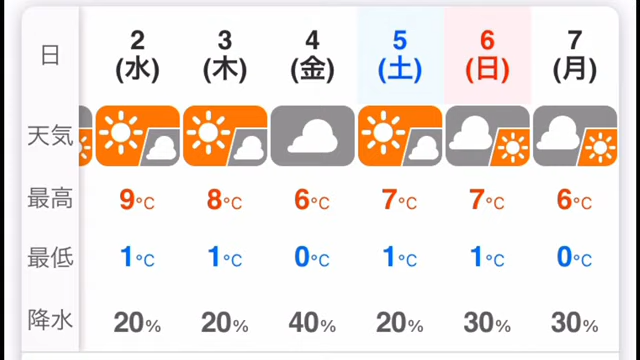 日 2 3 4 5 6 7
(水) (木) (金) (土) (日) (月)
天気
最高 9°C 8°C 6°C 7°C 7°C 6°C
最低 1°C 1°C 0°C 1°C 1°C 0°C
降水 20% 20% 40% 20% 30% 30%